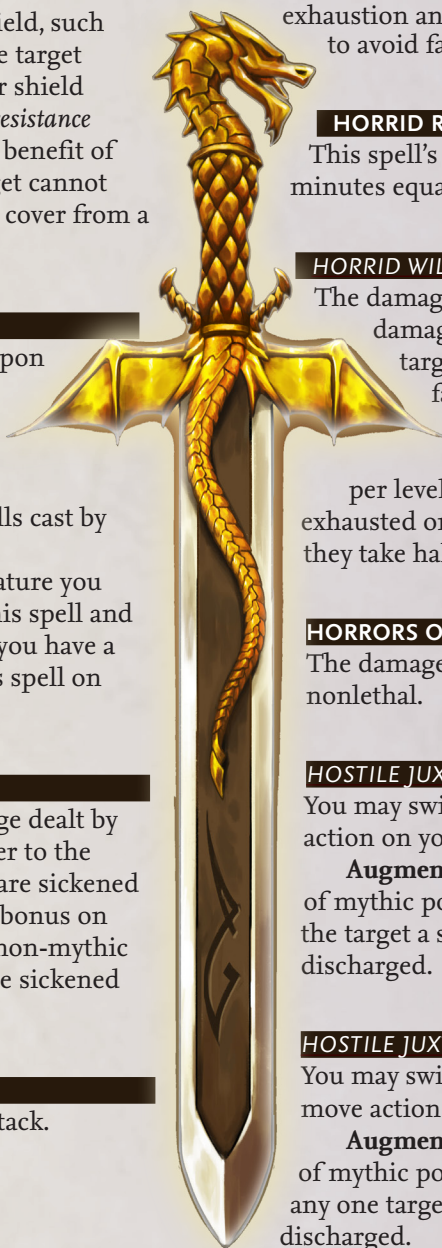 ield, such
e target
r shield
resistance
benefit of
get cannot
cover from a
pon
lls cast by
ature you
his spell and
you have a
s spell on
ge dealt by
er to the
are sickened
bonus on
non-mythic
e sickened
tack.
exhaustion an
to avoid fa
HORRID R
This spell's
minutes equa
HORRID WIL
The damag
damag
targ
fa
per level
exhausted or
they take hal
HORRORS O
The damage
nonlethal.
HOSTILE JUX
You may swi
action on yo
Augmen
of mythic po
the target a s
discharged.
HOSTILE JUX
You may swi
move action
Augmen
of mythic po
any one targe
discharged.